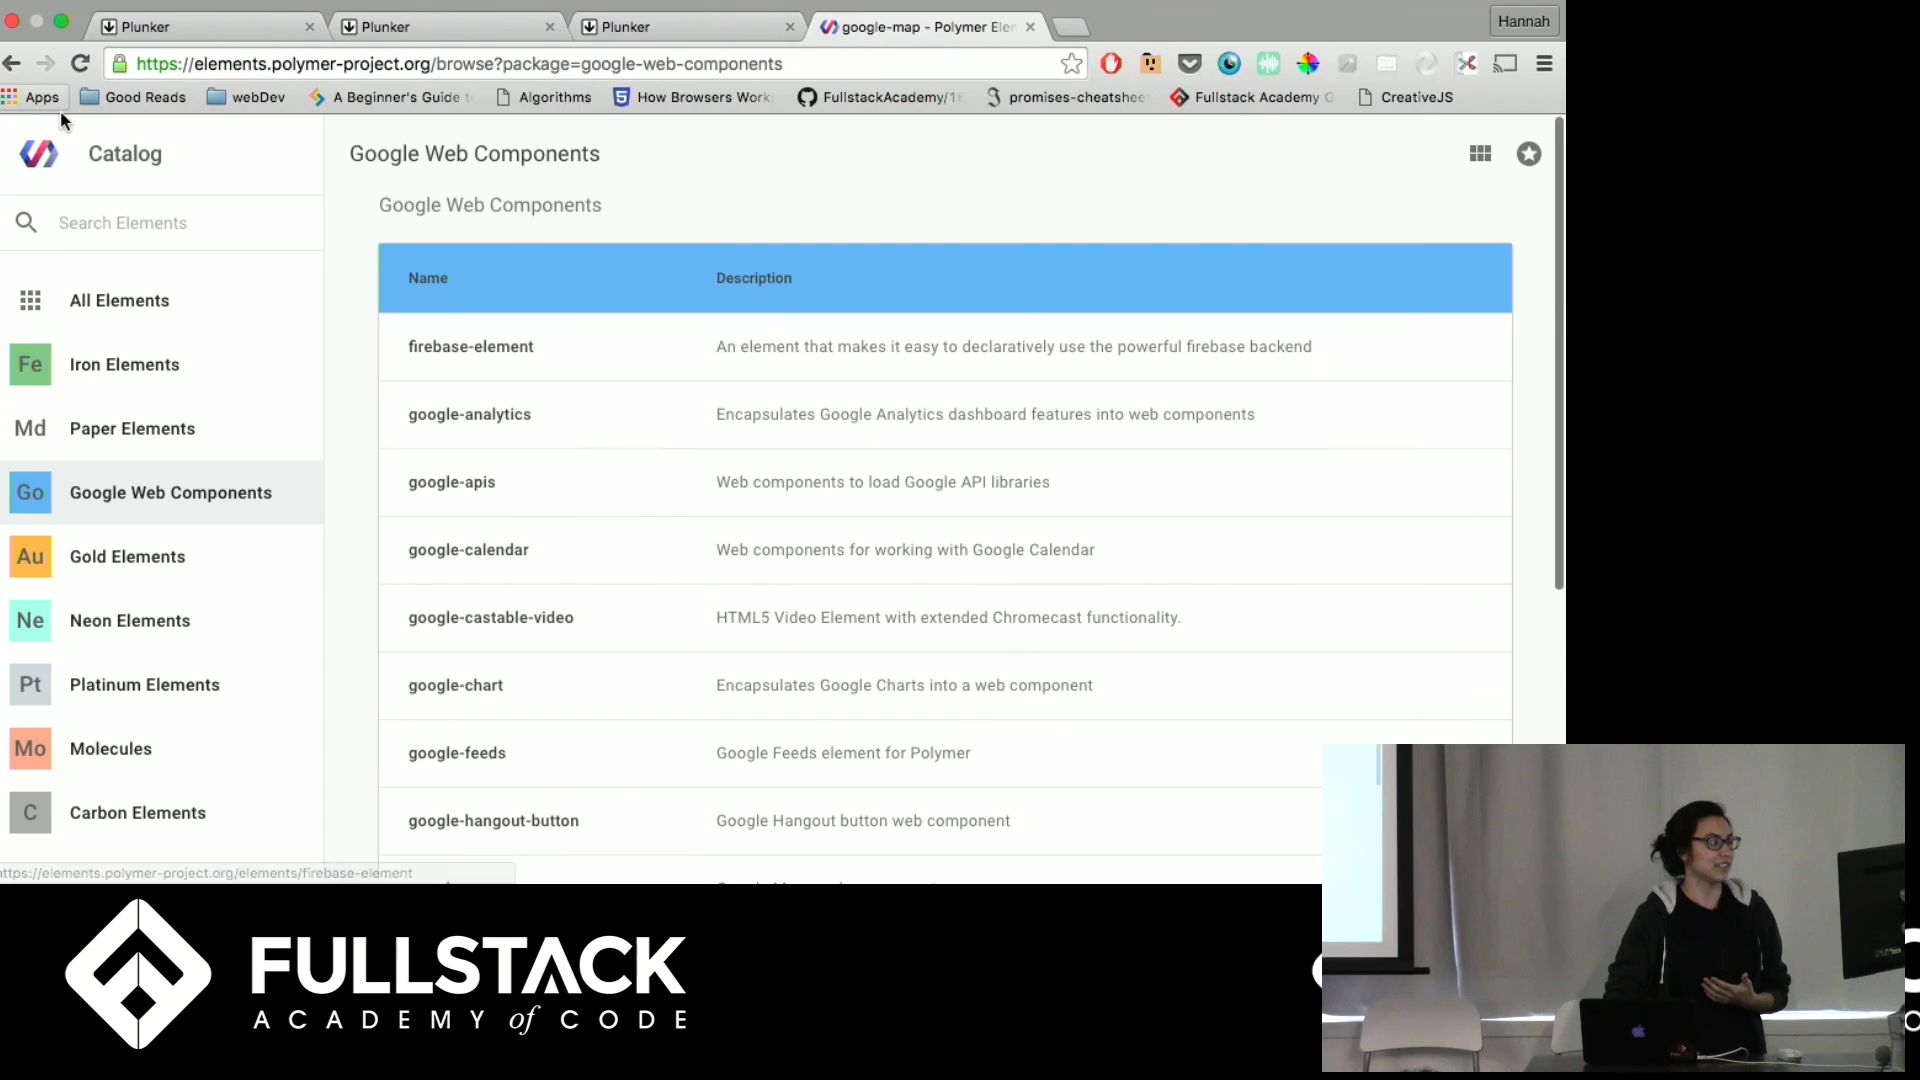 Plunker
Plunker
Plunker
google-map - Polymer Elem
Hannah
https://elements.polymer-project.org/browse?package=google-web-components
Apps
Good Reads
webDev
A Beginner's Guide to
Algorithms
How Browsers Work:
FullstackAcademy/16
promises-cheatsheet
Fullstack Academy G
CreativeJS
Catalog
Google Web Components
Search Elements
Google Web Components
Name
Description
All Elements
firebase-element
An element that makes it easy to declaratively use the powerful firebase backend
Fe
Iron Elements
google-analytics
Encapsulates Google Analytics dashboard features into web components
Md
Paper Elements
google-apis
Web components to load Google API libraries
Go
Google Web Components
google-calendar
Web components for working with Google Calendar
Au
Gold Elements
google-castable-video
HTML5 Video Element with extended Chromecast functionality.
Ne
Neon Elements
google-chart
Encapsulates Google Charts into a web component
Pt
Platinum Elements
google-feeds
Google Feeds element for Polymer
Mo
Molecules
google-hangout-button
Google Hangout button web component
C
Carbon Elements
ttps://elements.polymer-project.org/elements/firebase-element
FULLSTACK
ACADEMY of CODE